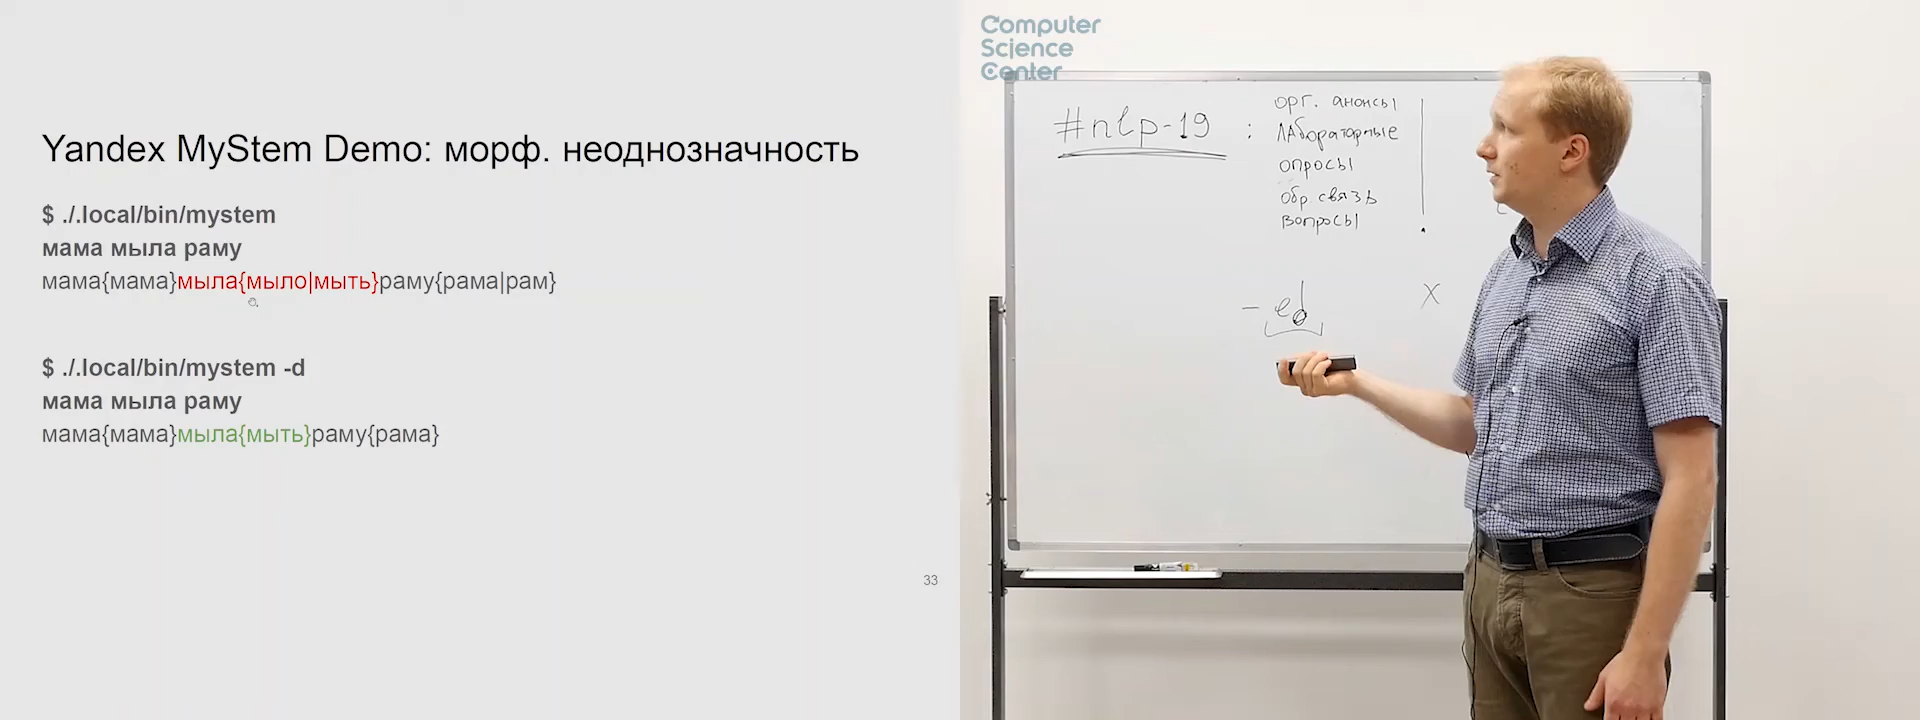 Yandex MyStem Demo: морф. неоднозначность
$ ./.local/bin/mystem
мама мыла раму
мама{мама}мыла{мыло|мыть}раму{рама|рам}
$ ./.local/bin/mystem -d
мама мыла раму
мама{мама}мыла{мыть}раму{рама}
33
Computer
Science
Center
#nlp-19 :
орг. анонсы
лабораторные
опросы
обр связь
вопросы
- ed
X